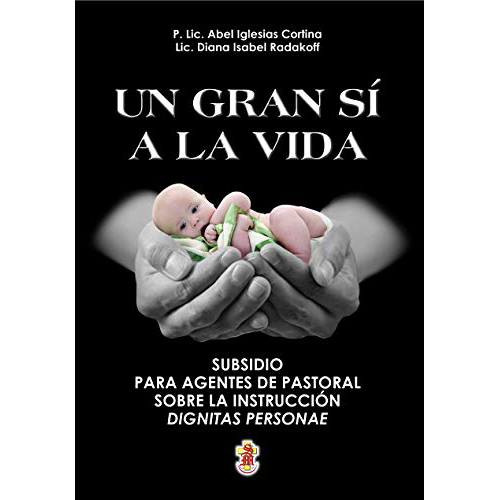 P. Lic. Abel Iglesias Cortina
Lic. Diana Isabel Radakoff
UN GRAN SÍ
A LA VIDA
SUBSIDIO
PARA AGENTES DE PASTORAL
SOBRE LA INSTRUCCIÓN
DIGNITAS PERSONAE